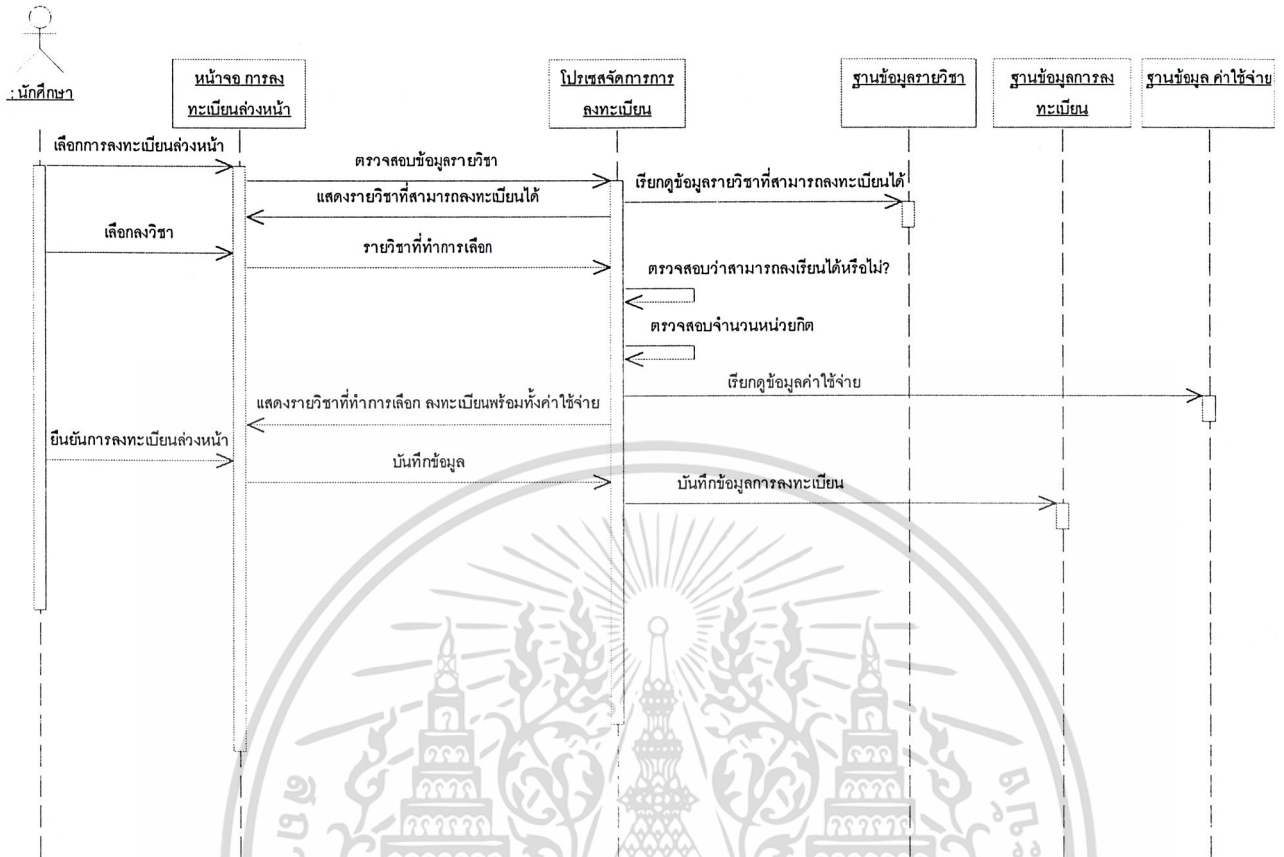 : นักศึกษา
หน้าจอ การลง
ทะเบียนล่วงหน้า
โปรเซสจัดการการ
ลงทะเบียน
ฐานข้อมูลรายวิชา
ฐานข้อมูลการลง
ทะเบียน
ฐานข้อมูล ค่าใช้จ่าย
เลือกการลงทะเบียนล่วงหน้า
ตรวจสอบข้อมูลรายวิชา
เรียกดูข้อมูลรายวิชาที่สามารถลงทะเบียนได้
แสดงรายวิชาที่สามารถลงทะเบียนได้
เลือกลงวิชา
รายวิชาที่ทำการเลือก
ตรวจสอบว่าสามารถลงเรียนได้หรือไม่?
ตรวจสอบจำนวนหน่วยกิต
เรียกดูข้อมูลค่าใช้จ่าย
แสดงรายวิชาที่ทำการเลือก ลงทะเบียนพร้อมทั้งค่าใช้จ่าย
ยืนยันการลงทะเบียนล่วงหน้า
บันทึกข้อมูล
บันทึกข้อมูลการลงทะเบียน